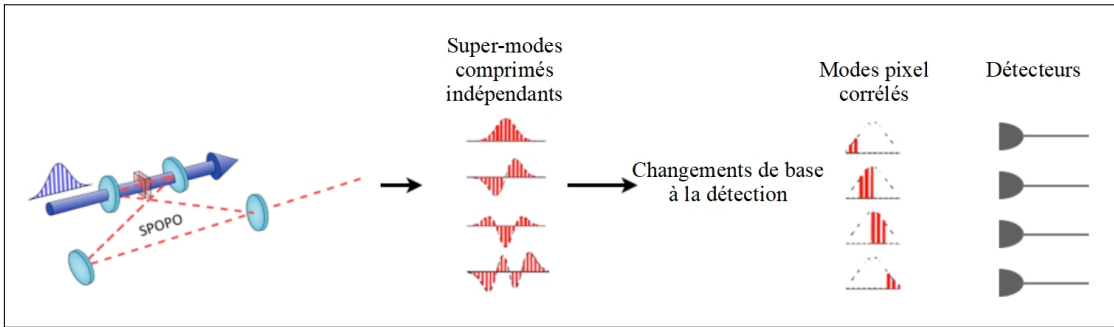 Super-modes
comprimés
indépendants
Modes pixel
corrélés
Détecteurs
Changements de base
à la détection
SPOPO